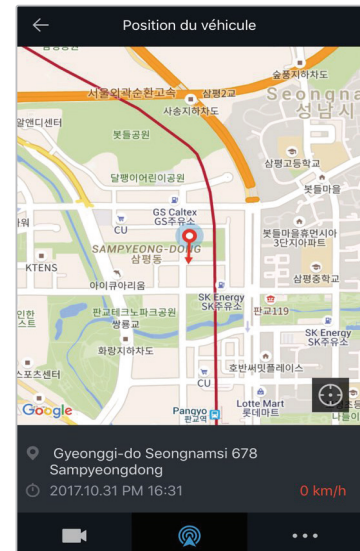 Position du véhicule
숲풍지하차도
서울외곽순환고속
삼평2교
Seongna
성남시
사송지하차도
알앤디센터
봇들공원
삼평고등학교
달팽이어린이공원
봇들마을
GS Caltex
GS주유소
CU
봇들마을휴먼시아
3단지아파트
SAMPYEONG-DONG
삼평동
KTENS
아이큐아리움
삼평중학교
SK Energy
SK주유소
판교119
판교테크노파크공원
쌍용교
SK Energy
SK주유소
화랑지하차도
호반써밋플레이스
스포츠센터
CU
Lotte Mart
롯데마트
Google
Pangyo
판교역
Gyeonggi-do Seongnamsi 678
Sampyeongdong
2017.10.31 PM 16:31
0 km/h